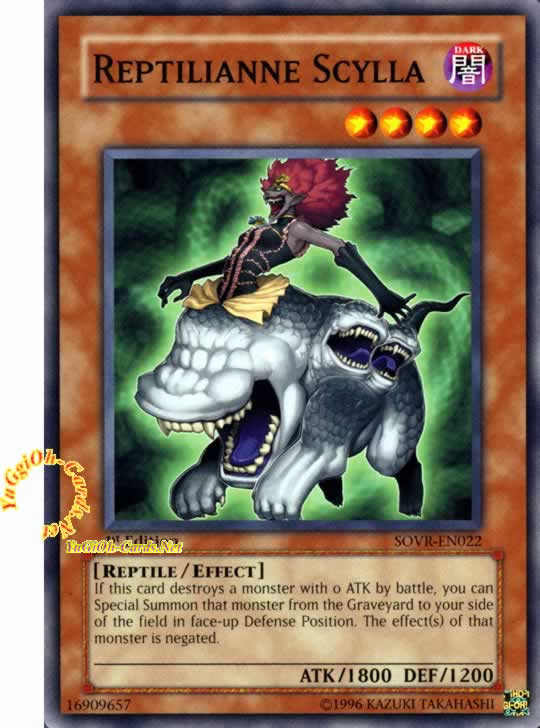 REPTILIANNE SCYLLA
DARK
闇
SOVR-EN022
YuGiOh-Cards.Net
YuGiOh-Cards.Net
[REPTILE/EFFECT]
If this card destroys a monster with 0 ATK by battle, you can
Special Summon that monster from the Graveyard to your side
of the field in face-up Defense Position. The effect(s) of that
monster is negated.
ATK/1800 DEF/1200
16909657
©1996 KAZUKI TAKAHASHI